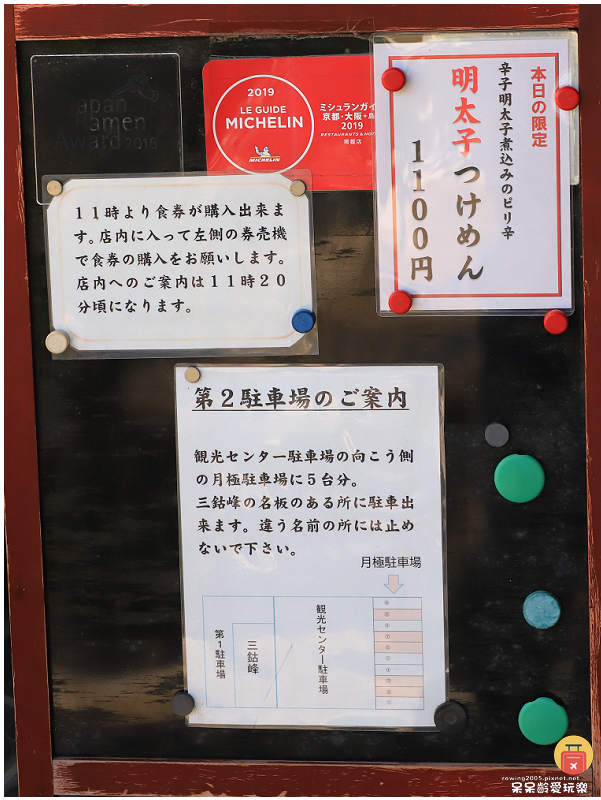 Japan
Ramen
Award 2016
2019
LE GUIDE
MICHELIN
MICHELIN
ミシュランガイ
京都・大阪+鳥
2019
RESTAURANTS & HOT
掲載店
本日の限定
辛子明太子煮込みのピリ辛
明太子つけめん
1100円
11時より食券が購入出来ま
す。店内に入って左側の券売機
で食券の購入をお願いします。
店内へのご案内は11時20
分頃になります。
第2駐車場のご案内
観光センター駐車場の向こう側
の月極駐車場に5台分。
三鈷峰の名板のある所に駐車出
来ます。違う名前の所には止め
ないで下さい。
月極駐車場
第1駐車場
三鈷峰
観光センター駐車場
rowing2005.pixnet.net
呆呆齡愛玩樂